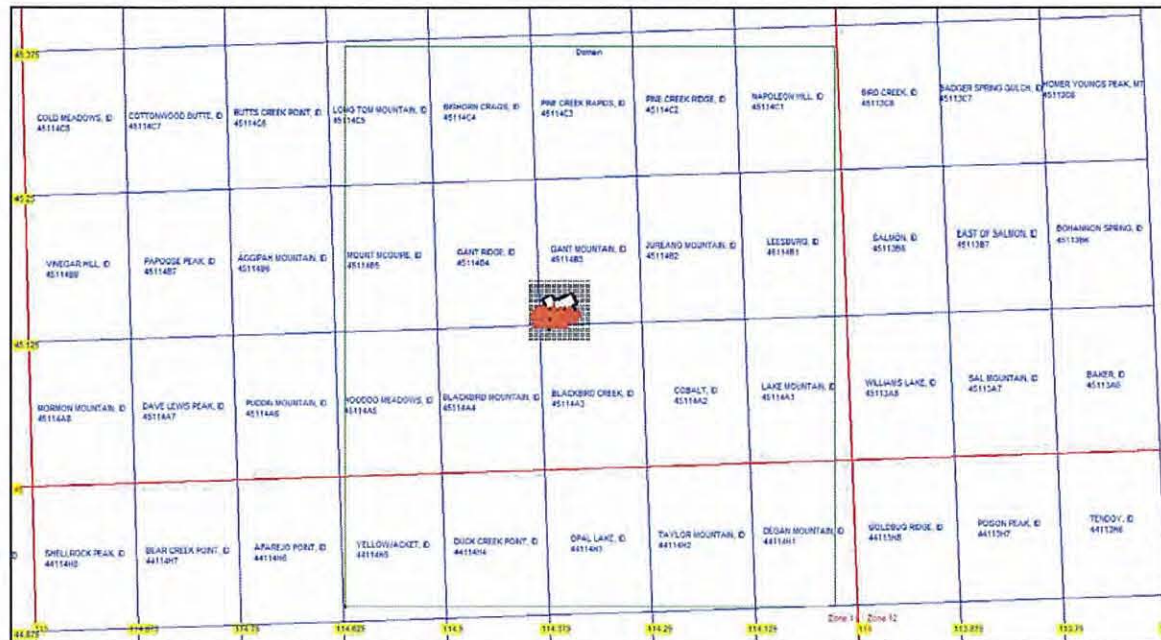 45.375
Domain
COLD MEADOWS, ID
45114C8
COTTONWOOD BUTTE, ID
45114C7
BUTTS CREEK POINT, ID
45114C6
LONG TOM MOUNTAIN, ID
45114C5
BIGHORN CRAGS, ID
45114C4
PINE CREEK RAPIDS, ID
45114C3
PINE CREEK RIDGE, ID
45114C2
NAPOLEON HILL, ID
45114C1
BIRD CREEK, ID
45113C8
BADGER SPRING GULCH, ID
45113C7
HOMER YOUNGS PEAK, MT
45113C6
45.25
VINEGAR HILL, ID
45114B8
PAPOOSE PEAK, ID
45114B7
AGGIPAH MOUNTAIN, ID
45114B6
MOUNT MCGUIRE, ID
45114B5
GANT RIDGE, ID
45114B4
GANT MOUNTAIN, ID
45114B3
JUREANO MOUNTAIN, ID
45114B2
LEESBURG, ID
45114B1
SALMON, ID
45113B8
EAST OF SALMON, ID
45113B7
BOHANNON SPRING, ID
45113B6
45.125
MORMON MOUNTAIN, ID
45114A8
DAVE LEWIS PEAK, ID
45114A7
PUDDIN MOUNTAIN, ID
45114A6
HOODOO MEADOWS, ID
45114A5
BLACKBIRD MOUNTAIN, ID
45114A4
BLACKBIRD CREEK, ID
45114A3
COBALT, ID
45114A2
LAKE MOUNTAIN, ID
45114A1
WILLIAMS LAKE, ID
45113A8
SAL MOUNTAIN, ID
45113A7
BAKER, ID
45113A6
45
SHELLROCK PEAK, ID
44114H8
BEAR CREEK POINT, ID
44114H7
APAREJO POINT, ID
44114H6
YELLOWJACKET, ID
44114H5
DUCK CREEK POINT, ID
44114H4
OPAL LAKE, ID
44114H3
TAYLOR MOUNTAIN, ID
44114H2
DEGAN MOUNTAIN, ID
44114H1
GOLDBUG RIDGE, ID
44113H8
POISON PEAK, ID
44113H7
TENDOY, ID
44113H6
Zone 11 Zone 12
44.875
115
114.875
114.75
114.625
114.5
114.375
114.25
114.125
114
113.875
113.75